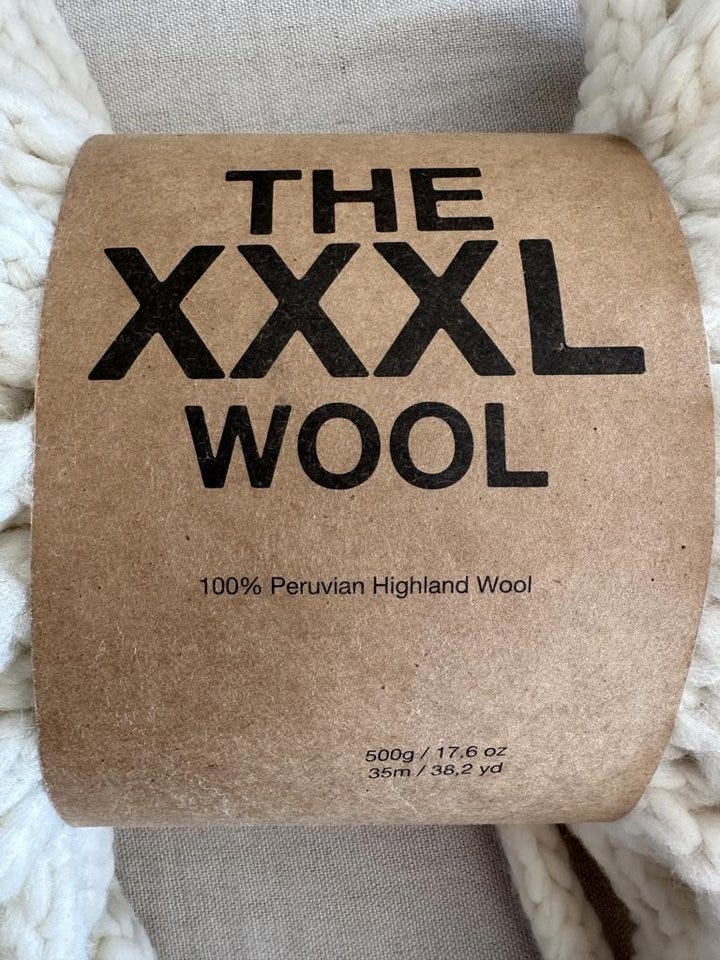 THE
XXXL
WOOL
100% Peruvian Highland Wool
500g / 17,6 oz
35m / 38,2 yd